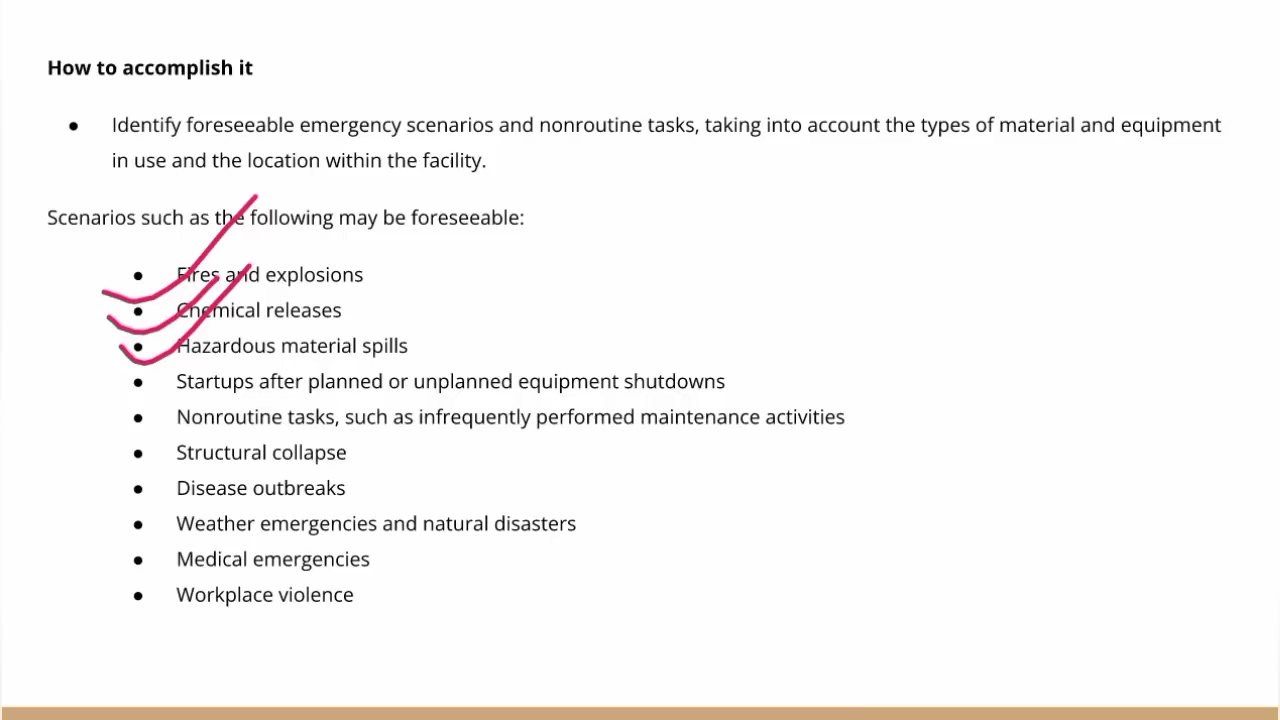 How to accomplish it
● Identify foreseeable emergency scenarios and nonroutine tasks, taking into account the types of material and equipment
in use and the location within the facility.
Scenarios such as the following may be foreseeable:
● Fires and explosions
● Chemical releases
● Hazardous material spills
● Startups after planned or unplanned equipment shutdowns
● Nonroutine tasks, such as infrequently performed maintenance activities
● Structural collapse
● Disease outbreaks
● Weather emergencies and natural disasters
● Medical emergencies
● Workplace violence